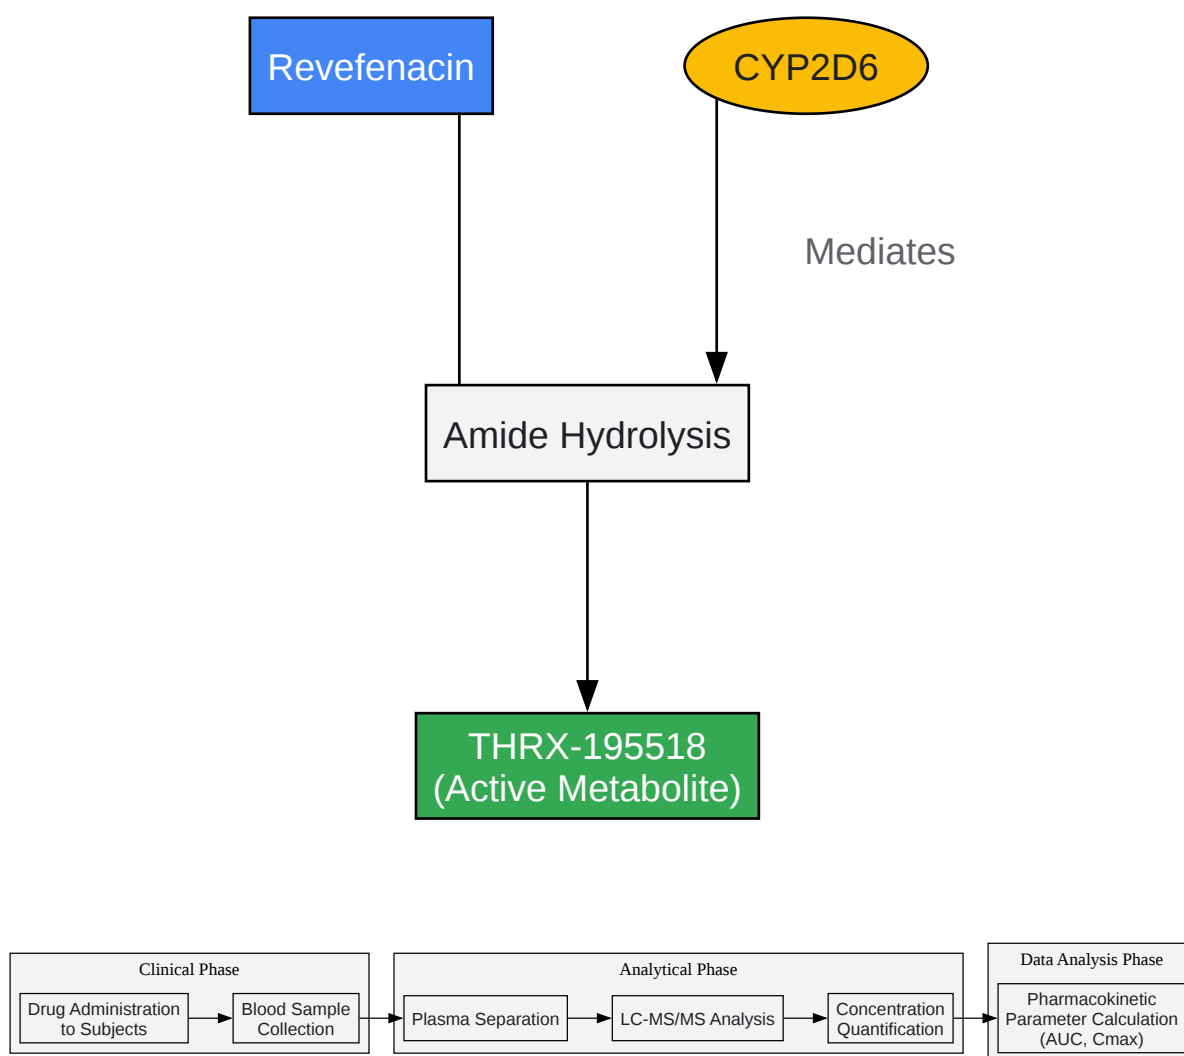 Revefenacin
CYP2D6
Mediates
Amide Hydrolysis
THRX-195518
(Active Metabolite)
Clinical Phase
Drug Administration
to Subjects
Blood Sample
Collection
Analytical Phase
Plasma Separation
LC-MS/MS Analysis
Concentration
Quantification
Data Analysis Phase
Pharmacokinetic
Parameter Calculation
(AUC, Cmax)